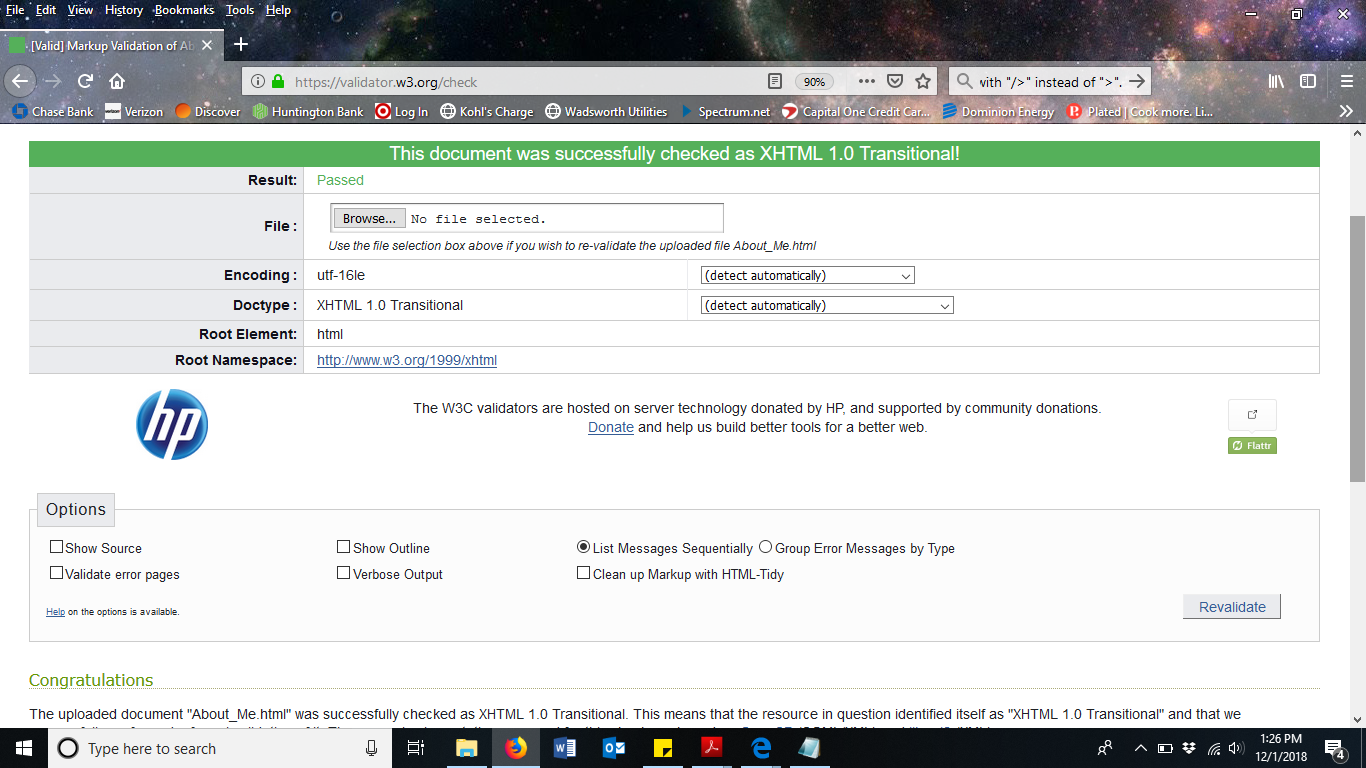 File Edit View History Bookmarks Tools Help
[Valid] Markup Validation of Ab
https://validator.w3.org/check 90% with "/>" instead of ">".
Chase Bank Verizon Discover Huntington Bank Log In Kohl's Charge Wadsworth Utilities Spectrum.net Capital One Credit Car... Dominion Energy Plated | Cook more. Li...
This document was successfully checked as XHTML 1.0 Transitional!
Result: Passed
File : Browse... No file selected.
Use the file selection box above if you wish to re-validate the uploaded file About_Me.html
Encoding : utf-16le (detect automatically)
Doctype : XHTML 1.0 Transitional (detect automatically)
Root Element: html
Root Namespace: http://www.w3.org/1999/xhtml
hp
The W3C validators are hosted on server technology donated by HP, and supported by community donations.
Donate and help us build better tools for a better web.
Flattr
Options
Show Source Show Outline List Messages Sequentially Group Error Messages by Type
Validate error pages Verbose Output Clean up Markup with HTML-Tidy
Help on the options is available.
Revalidate
Congratulations
The uploaded document "About_Me.html" was successfully checked as XHTML 1.0 Transitional. This means that the resource in question identified itself as "XHTML 1.0 Transitional" and that we
Type here to search
1:26 PM
12/1/2018
4